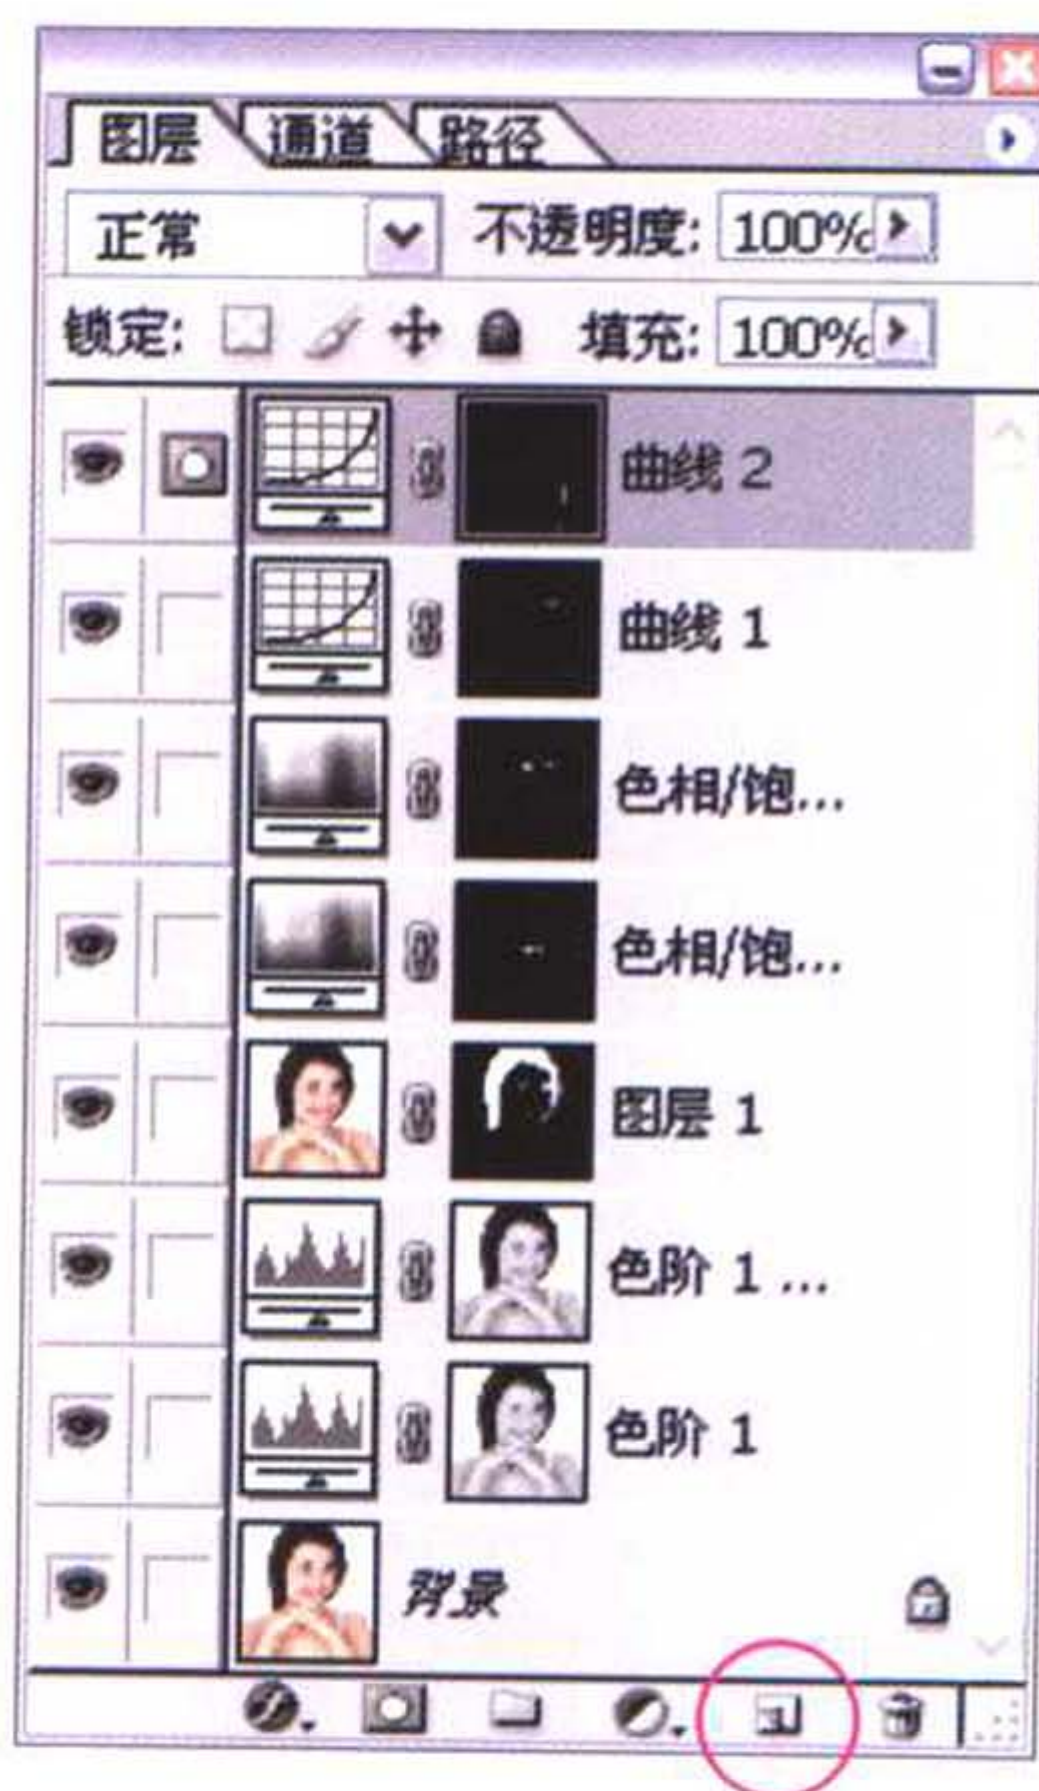 图层 通道 路径
正常 不透明度: 100%
锁定: 填充: 100%
曲线 2
曲线 1
色相/饱...
色相/饱...
图层 1
色阶 1 ...
色阶 1
背景